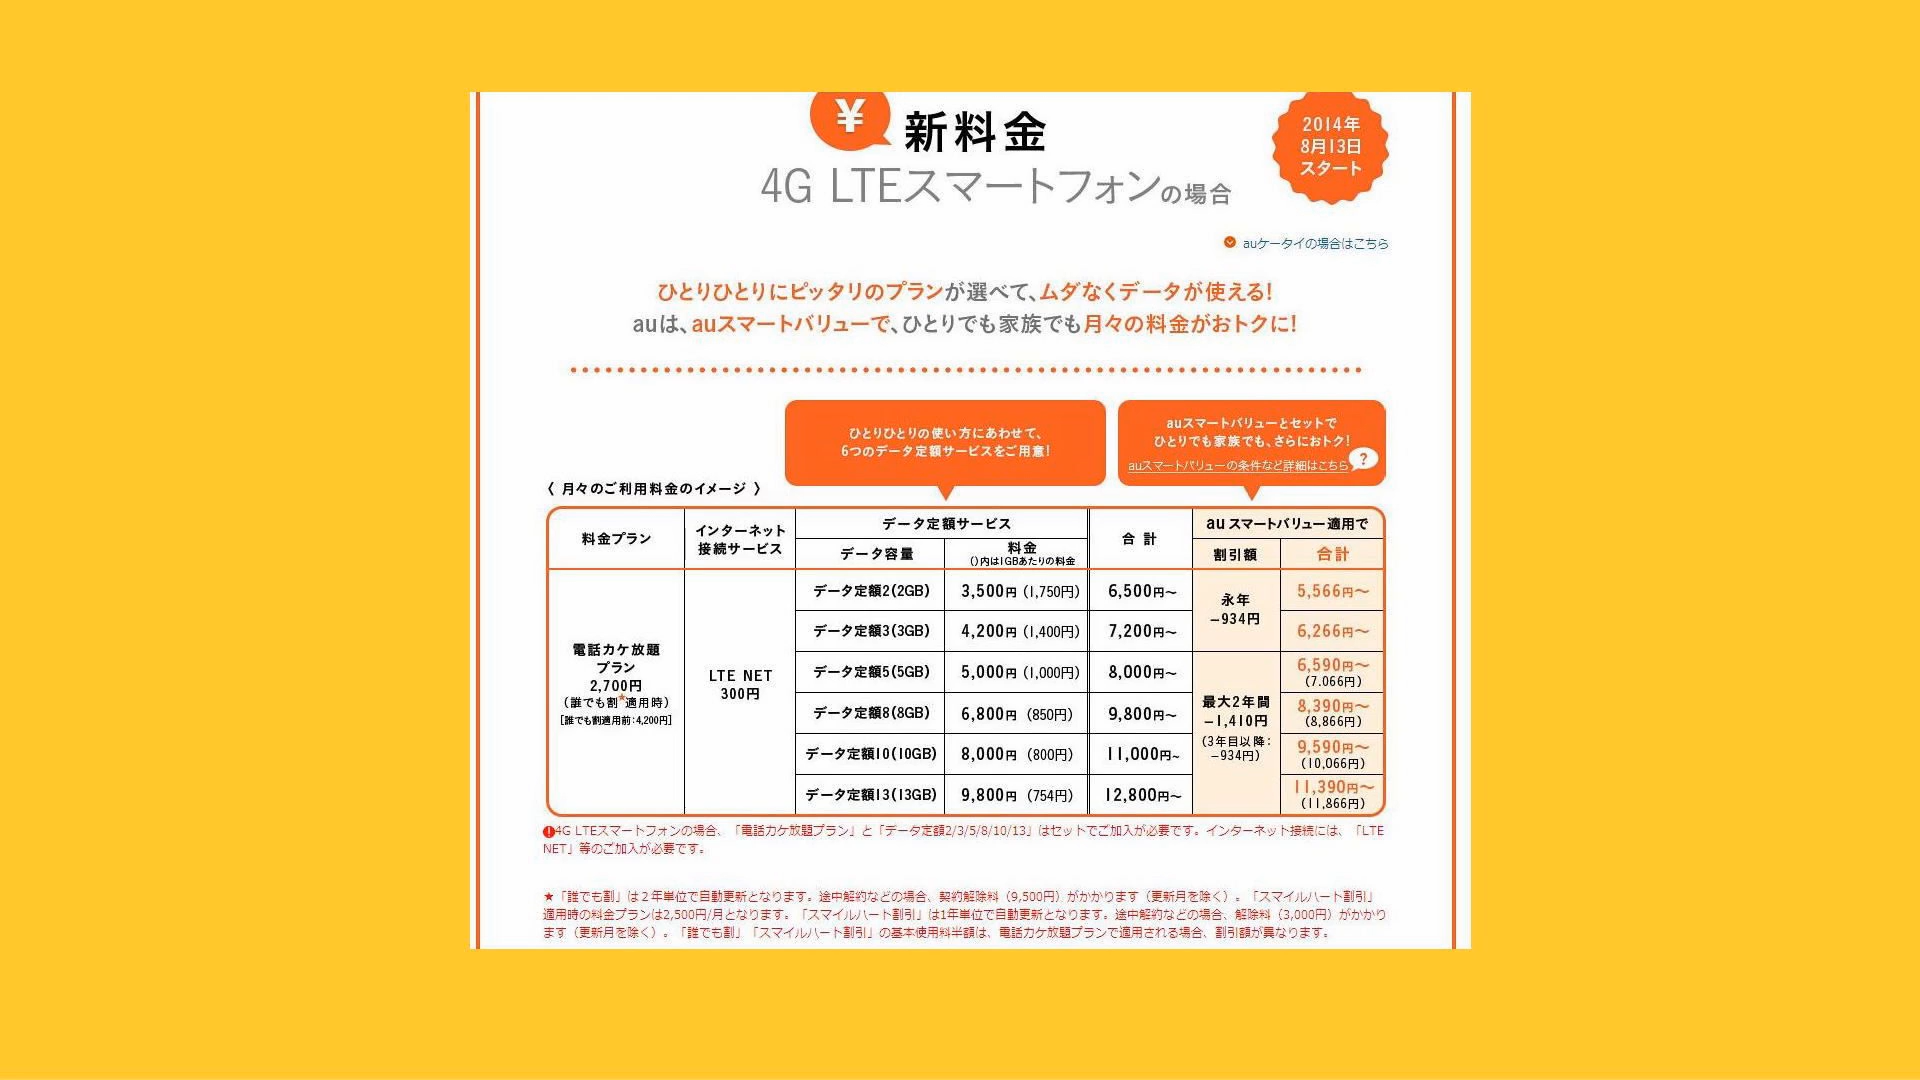 ¥
新料金
4G LTEスマートフォンの場合
2014年
8月13日
スタート
auケータイの場合はこちら
ひとりひとりにピッタリのプランが選べて、ムダなくデータが使える!
auは、auスマートバリューで、ひとりでも家族でも月々の料金がおトクに!
ひとりひとりの使い方にあわせて、
6つのデータ定額サービスをご用意!
auスマートバリューとセットで
ひとりでも家族でも、さらにおトク!
auスマートバリューの条件など詳細はこちら ?
〈 月々のご利用料金のイメージ 〉
料金プラン
インターネット
接続サービス
データ定額サービス
データ容量
料金
()内は1GBあたりの料金
合計
auスマートバリュー適用で
割引額
合計
電話カケ放題
プラン
2,700円
(誰でも割★適用時)
[誰でも割適用前:4,200円]
LTE NET
300円
データ定額2(2GB) 3,500円 (1,750円) 6,500円~
永年
−934円
5,566円~
データ定額3(3GB) 4,200円 (1,400円) 7,200円~ 6,266円~
データ定額5(5GB) 5,000円 (1,000円) 8,000円~
最大2年間
−1,410円
(3年目以降:
−934円)
6,590円~
(7.066円)
データ定額8(8GB) 6,800円 (850円) 9,800円~ 8,390円~
(8,866円)
データ定額10(10GB) 8,000円 (800円) 11,000円~ 9,590円~
(10,066円)
データ定額13(13GB) 9,800円 (754円) 12,800円~ 11,390円~
(11,866円)
!4G LTEスマートフォンの場合、「電話カケ放題プラン」と「データ定額2/3/5/8/10/13」はセットでご加入が必要です。インターネット接続には、「LTE
NET」等のご加入が必要です。
★「誰でも割」は２年単位で自動更新となります。途中解約などの場合、契約解除料（9,500円）がかかります（更新月を除く）。「スマイルハート割引」
適用時の料金プランは2,500円/月となります。「スマイルハート割引」は1年単位で自動更新となります。途中解約などの場合、解除料（3,000円）がかかり
ます（更新月を除く）。「誰でも割」「スマイルハート割引」の基本使用料半額は、電話カケ放題プランで適用される場合、割引額が異なります。